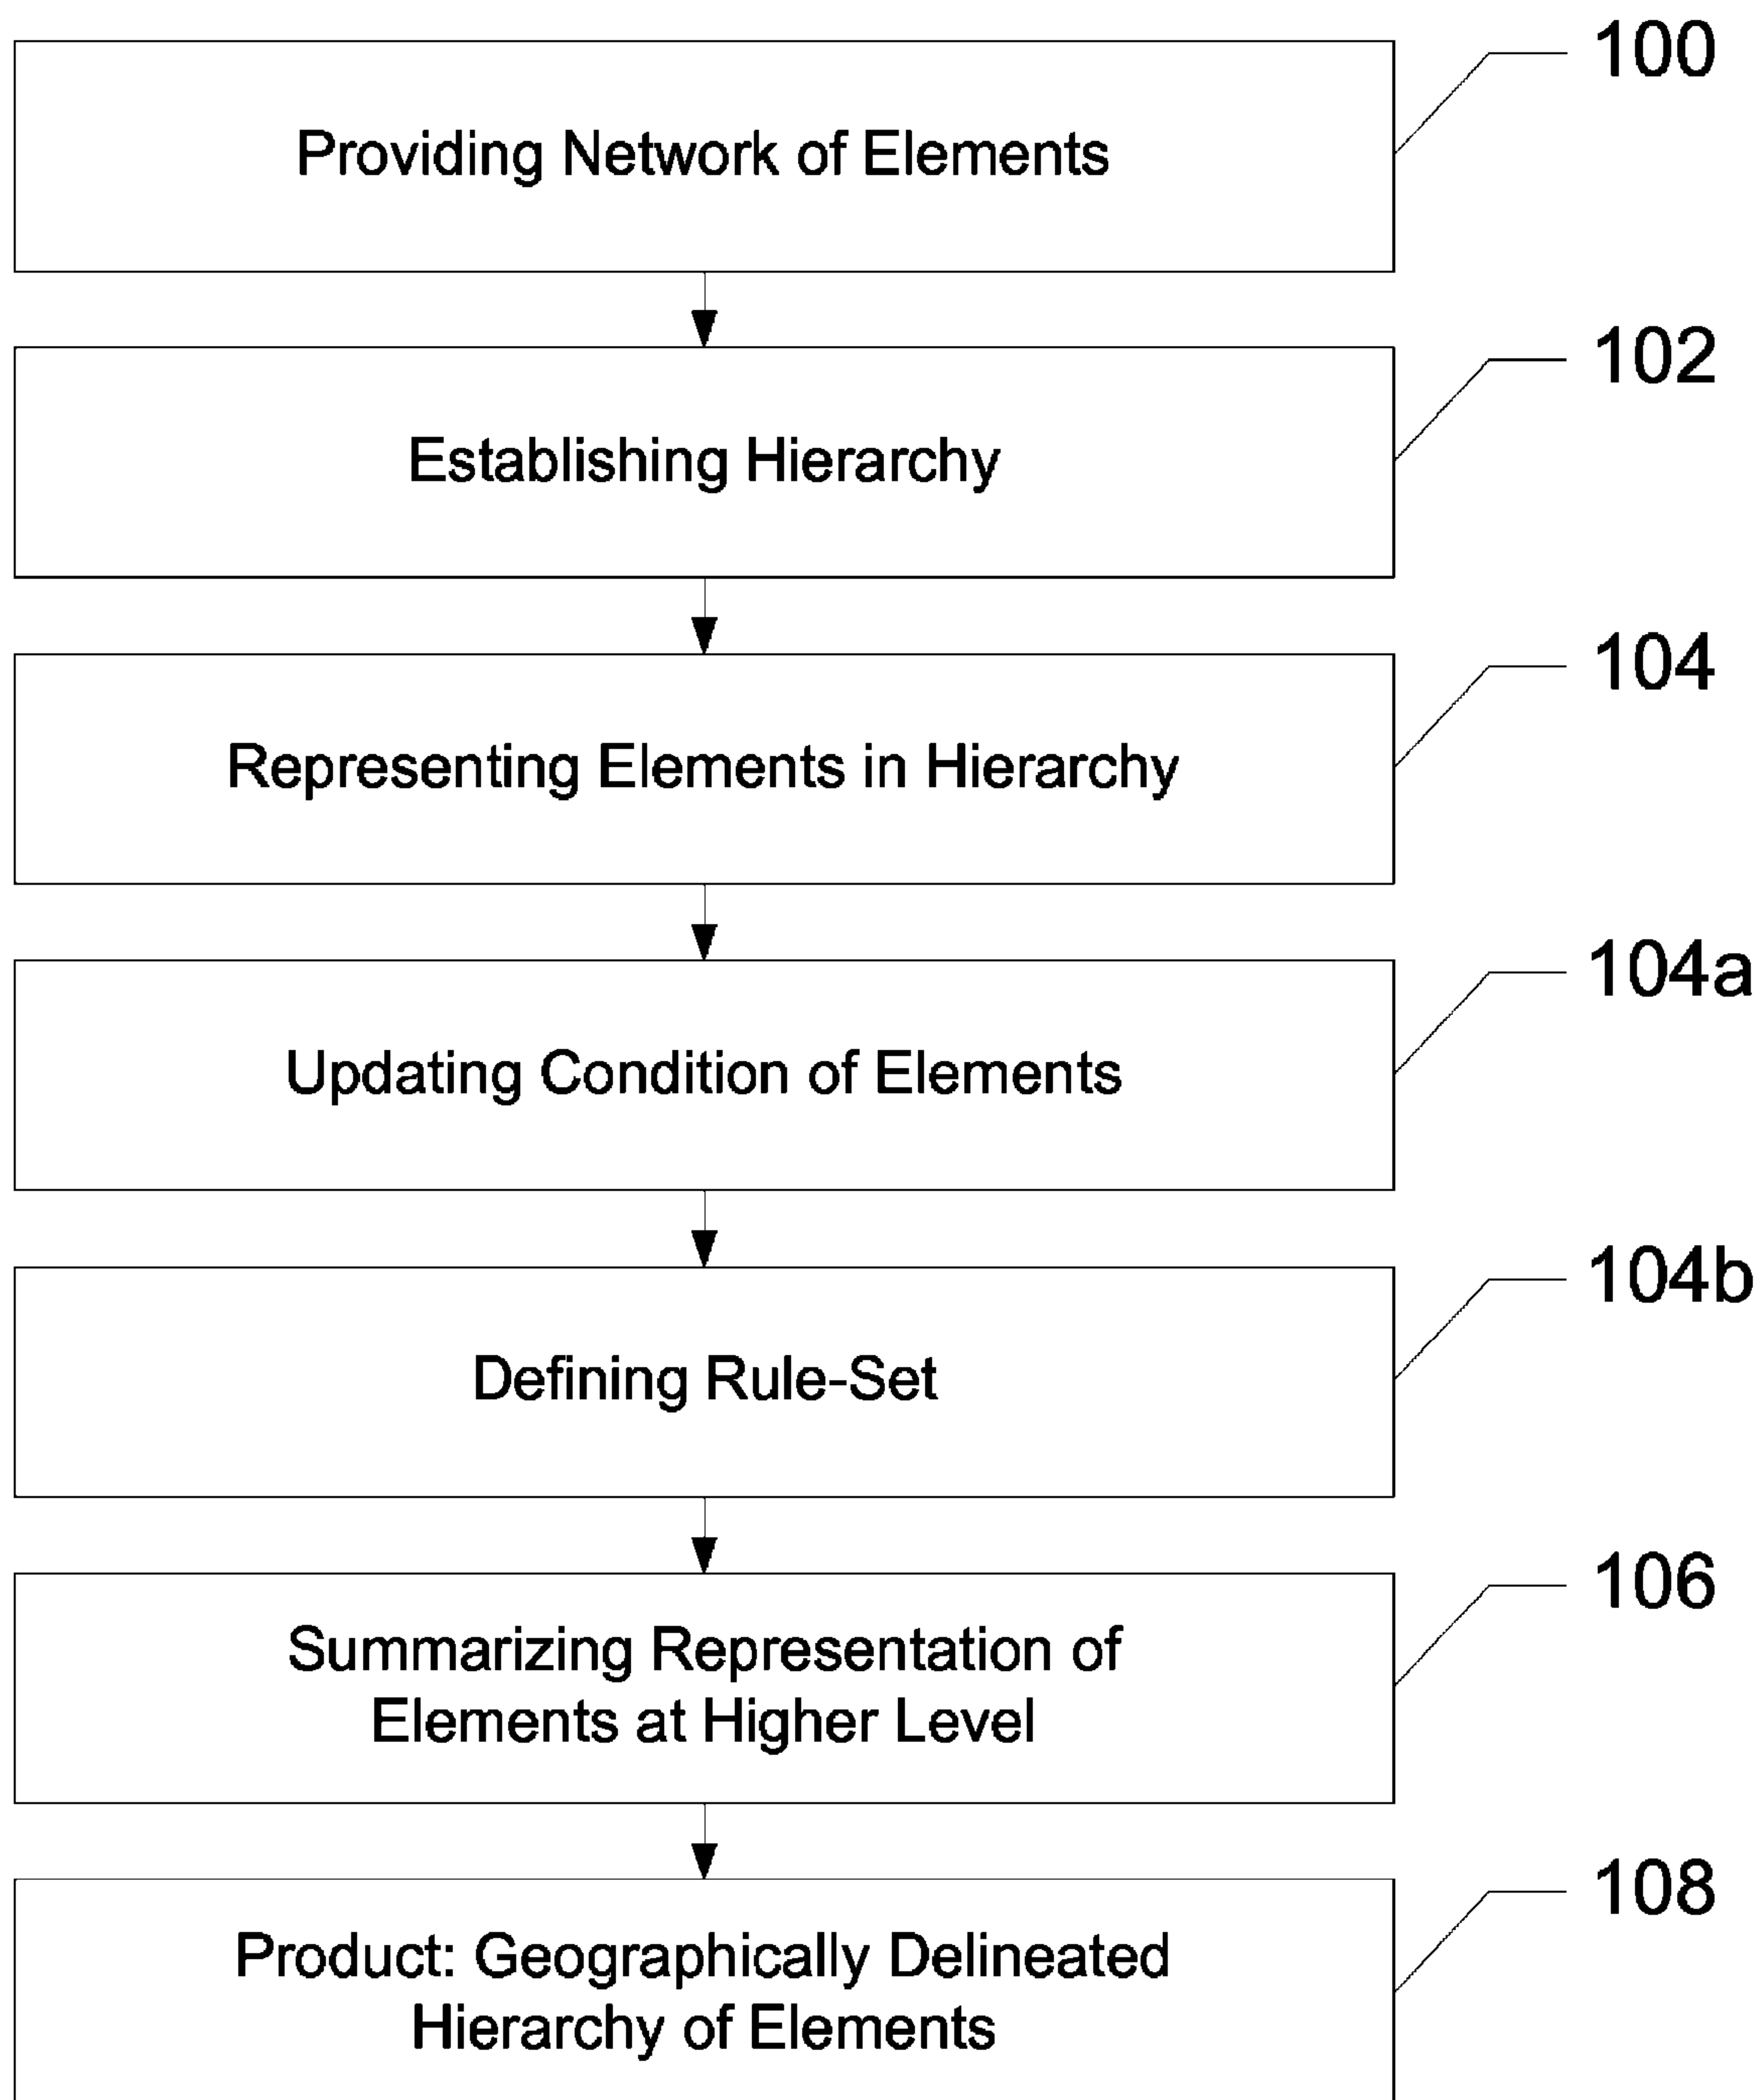 100
Providing Network of Elements
102
Establishing Hierarchy
104
Representing Elements in Hierarchy
104a
Updating Condition of Elements
104b
Defining Rule-Set
106
Summarizing Representation of
Elements at Higher Level
108
Product: Geographically Delineated
Hierarchy of Elements